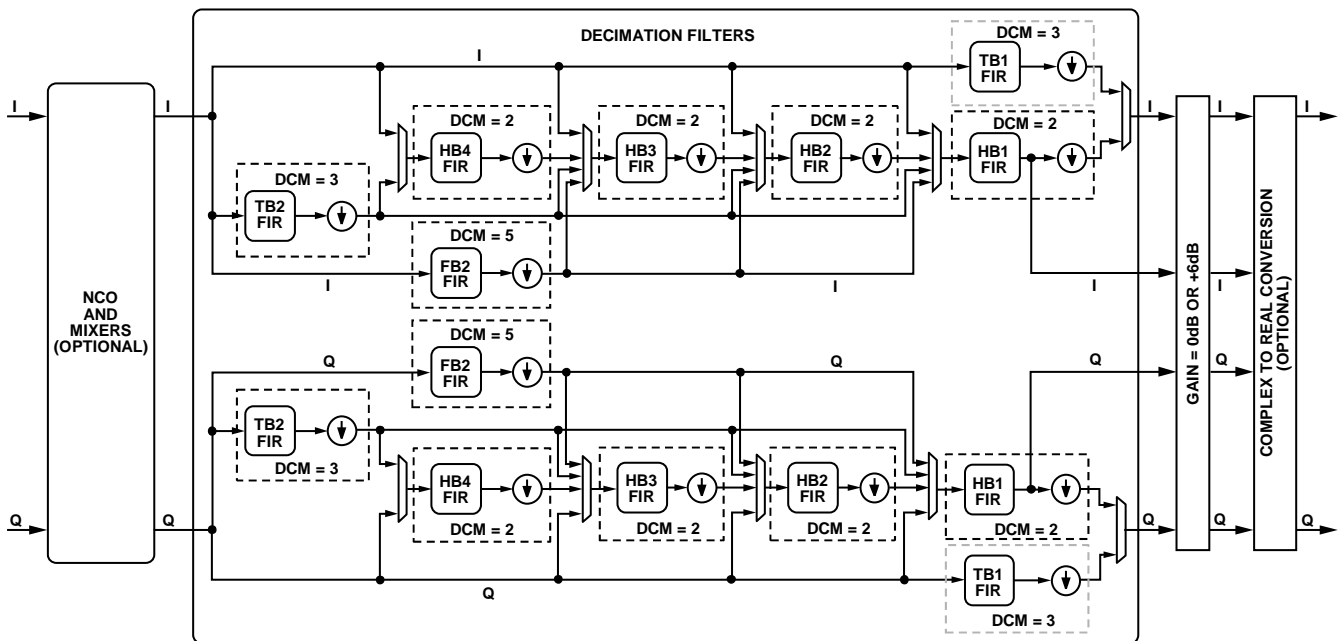 DECIMATION FILTERS
DCM = 3
TB1
FIR
I
I
I
I
I
I
DCM = 2
HB4
FIR
DCM = 2
HB3
FIR
DCM = 2
HB2
FIR
DCM = 2
HB1
FIR
DCM = 3
TB2
FIR
DCM = 5
FB2
FIR
I
I
I
I
NCO
AND
MIXERS
(OPTIONAL)
GAIN = 0dB OR +6dB
COMPLEX TO REAL CONVERSION
(OPTIONAL)
DCM = 5
FB2
FIR
Q
Q
Q
Q
TB2
FIR
DCM = 3
HB4
FIR
DCM = 2
HB3
FIR
DCM = 2
HB2
FIR
DCM = 2
HB1
FIR
DCM = 2
Q
Q
Q
Q
Q
Q
TB1
FIR
DCM = 3